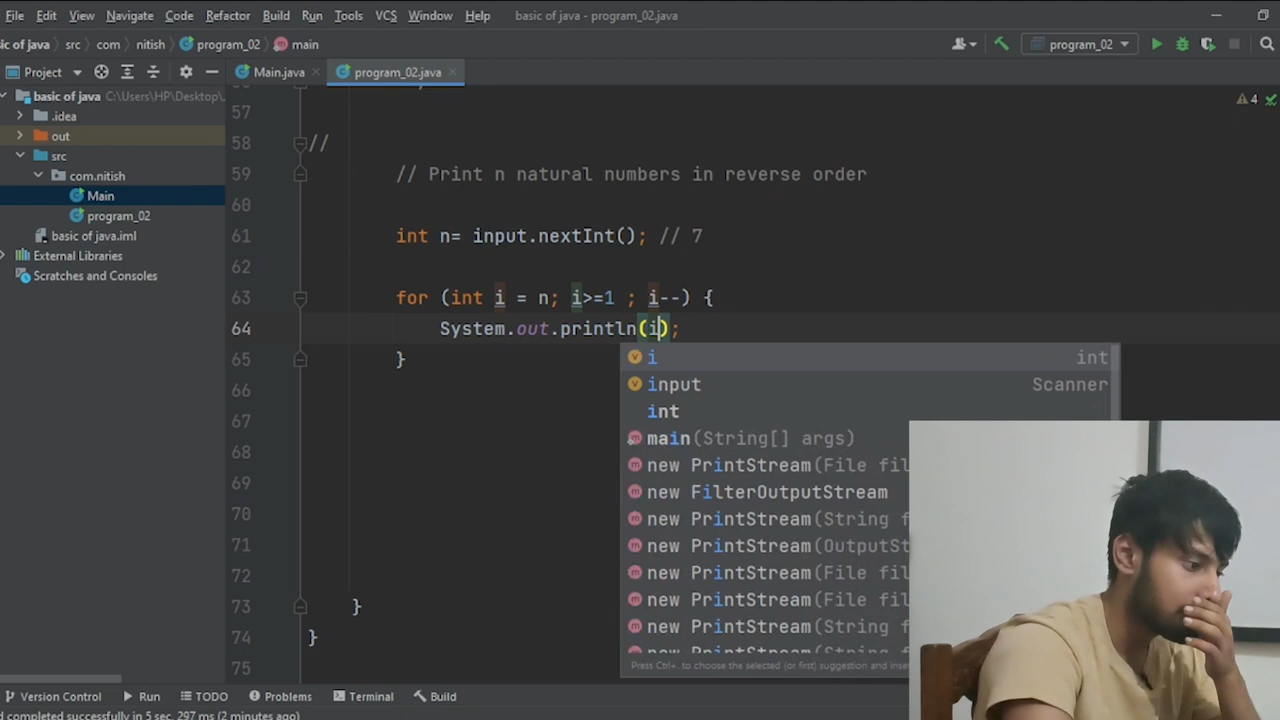 File Edit View Navigate Code Refactor Build Run Tools VCS Window Help basic of java - program_02.java
ic of java src com nitish program_02 main program_02
Project Main.java program_02.java
basic of java C:\Users\HP\Desktop\
.idea
out
src
com.nitish
Main
program_02
basic of java.iml
External Libraries
Scratches and Consoles
4
57
58 //
59 // Print n natural numbers in reverse order
60
61 int n= input.nextInt(); // 7
62
63 for (int i = n; i>=1 ; i--) {
64 System.out.println(i);
65 }
66
67
68
69
70
71
72
73 }
74 }
75
i int
input Scanner
int
main(String[] args)
new PrintStream(File fil
new FilterOutputStream
new PrintStream(String f
new PrintStream(OutputSt
new PrintStream(File fil
new PrintStream(File fil
new PrintStream(String f
Press Ctrl+. to choose the selected (or first) suggestion and inser
Version Control Run TODO Problems Terminal Build
d completed successfully in 5 sec, 297 ms (2 minutes ago)